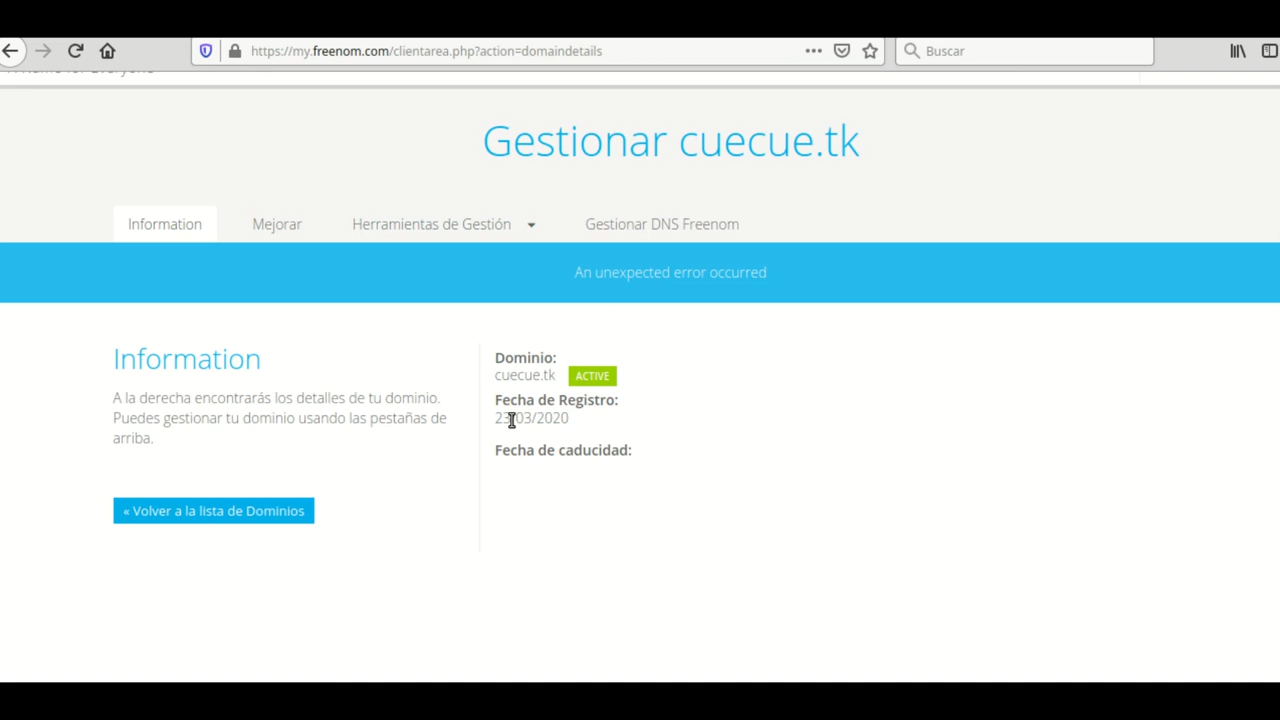 https://my.freenom.com/clientarea.php?action=domaindetails
Buscar
Gestionar cuecue.tk
Information
Mejorar
Herramientas de Gestión
Gestionar DNS Freenom
An unexpected error occurred
Information
A la derecha encontrarás los detalles de tu dominio.
Puedes gestionar tu dominio usando las pestañas de
arriba.
« Volver a la lista de Dominios
Dominio:
cuecue.tk ACTIVE
Fecha de Registro:
23/03/2020
Fecha de caducidad: